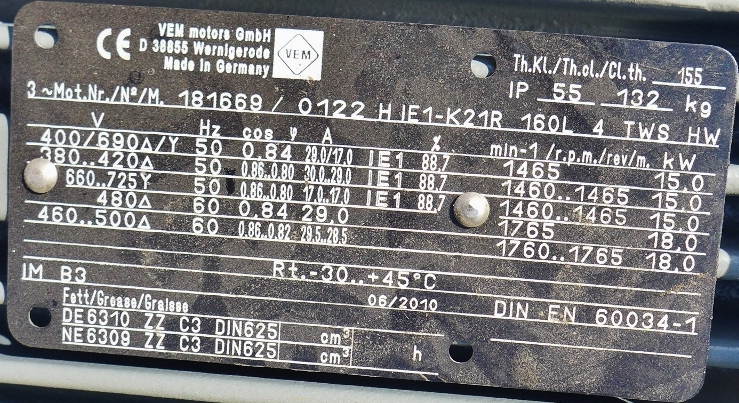 VEM motors GmbH
D 38855 Wernigerode
Made in Germany
CE
VEM
Th.Kl./Th.cl./Cl.th. 155
IP 55 132 kg
3~Mot.Nr./Nº/M. 181669 / 0122 H IE1-K21R 160L 4 TWS HW
V Hz cos φ A % min-1/r.p.m./rev/m. kW
400/690Δ/Y 50 0.84 29.0/17.0 IE1 88.7 1465 15.0
380..420Δ 50 0.86..0.80 30.0..29.0 IE1 88.7 1460..1465 15.0
660..725Y 50 0.86..0.80 17.0..17.0 IE1 88.7 1460..1465 15.0
480Δ 60 0.84 29.0 1765 18.0
460..500Δ 60 0.86..0.82 29.5..28.5 1760..1765 18.0
IM B3 Rt.-30..+45°C
Fett/Grease/Graisse 06/2010 DIN EN 60034-1
DE6310 ZZ C3 DIN625 cm³
NE6309 ZZ C3 DIN625 cm³ h